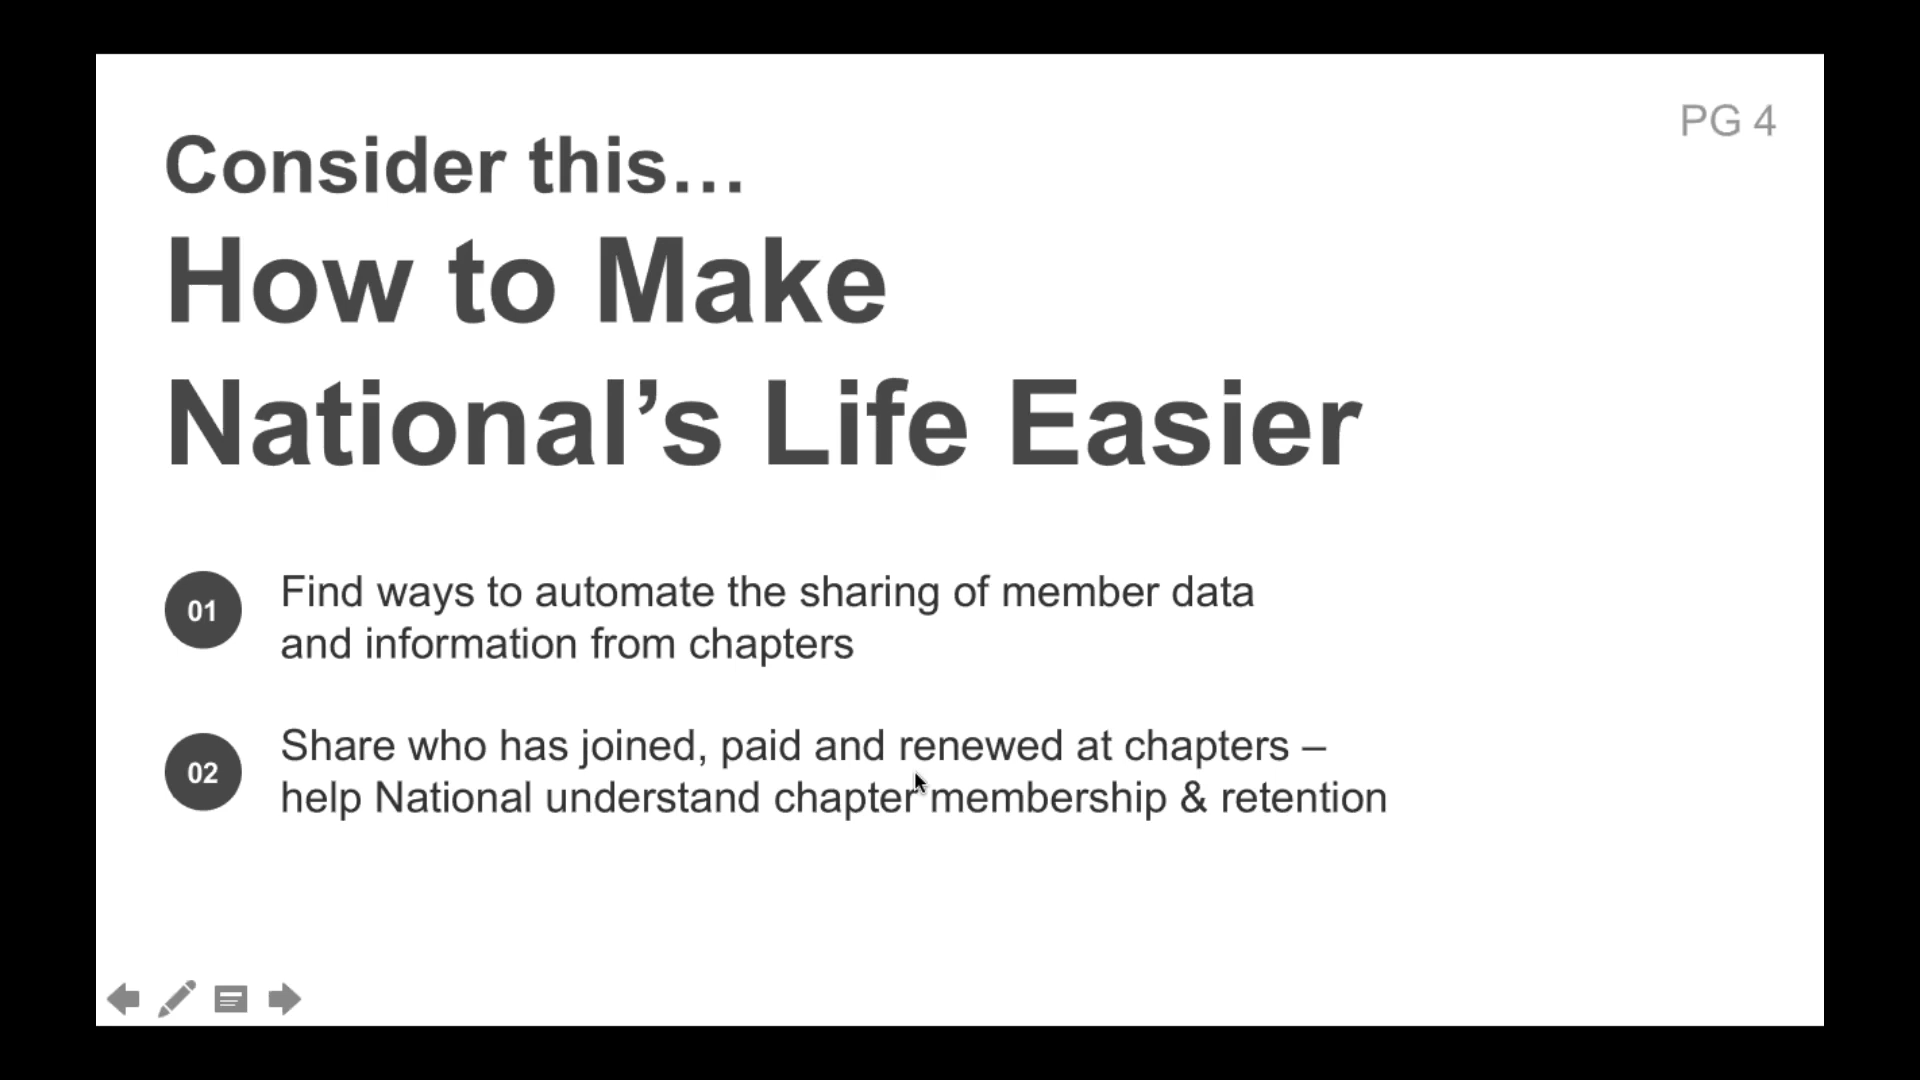 PG 4
Consider this…
How to Make
National’s Life Easier
01
Find ways to automate the sharing of member data
and information from chapters
02
Share who has joined, paid and renewed at chapters –
help National understand chapter membership & retention